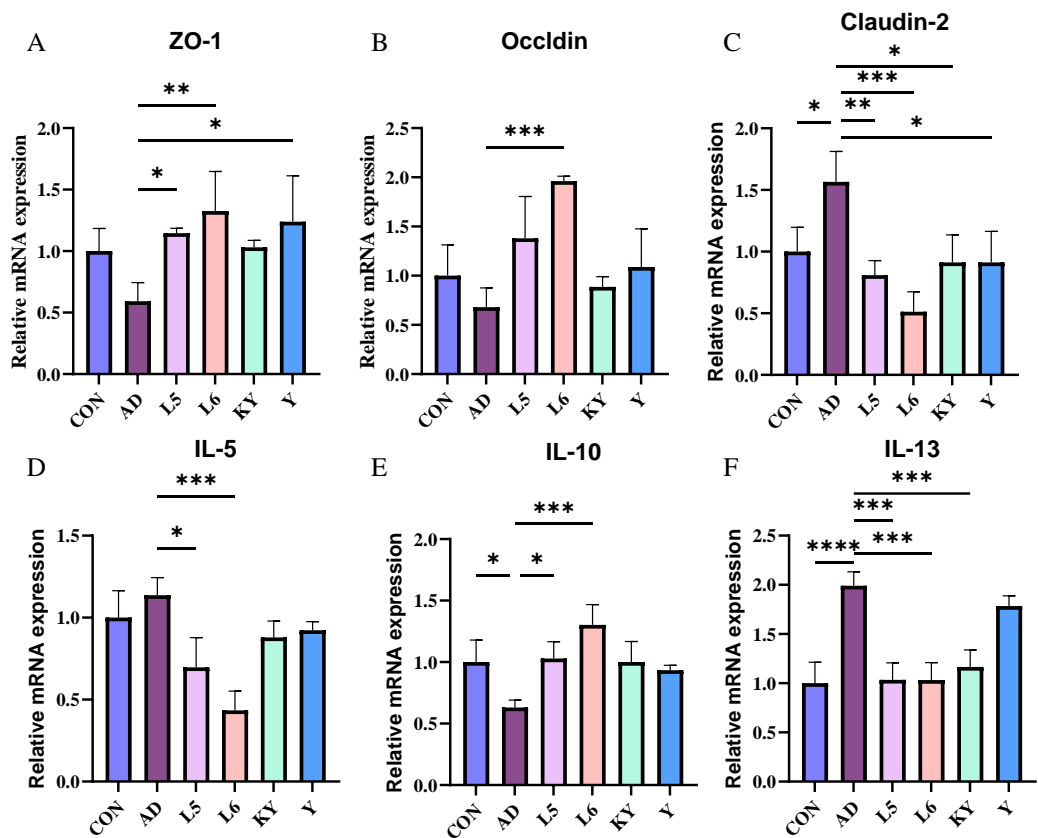 A
ZO-1
**
*
*
Relative mRNA expression
2.0
1.5
1.0
0.5
0.0
CON
AD
L5
L6
KY
Y
B
Occldin
***
Relative mRNA expression
2.5
2.0
1.5
1.0
0.5
0.0
CON
AD
L5
L6
KY
Y
C
Claudin-2
*
***
* **
*
Relative mRNA expression
2.0
1.5
1.0
0.5
0.0
CON
AD
L5
L6
KY
Y
D
IL-5
***
*
Relative mRNA expression
1.5
1.0
0.5
0.0
CON
AD
L5
L6
KY
Y
E
IL-10
***
* *
Relative mRNA expression
2.0
1.5
1.0
0.5
0.0
CON
AD
L5
L6
KY
Y
F
IL-13
***
***
**** ***
Relative mRNA expression
2.5
2.0
1.5
1.0
0.5
0.0
CON
AD
L5
L6
KY
Y